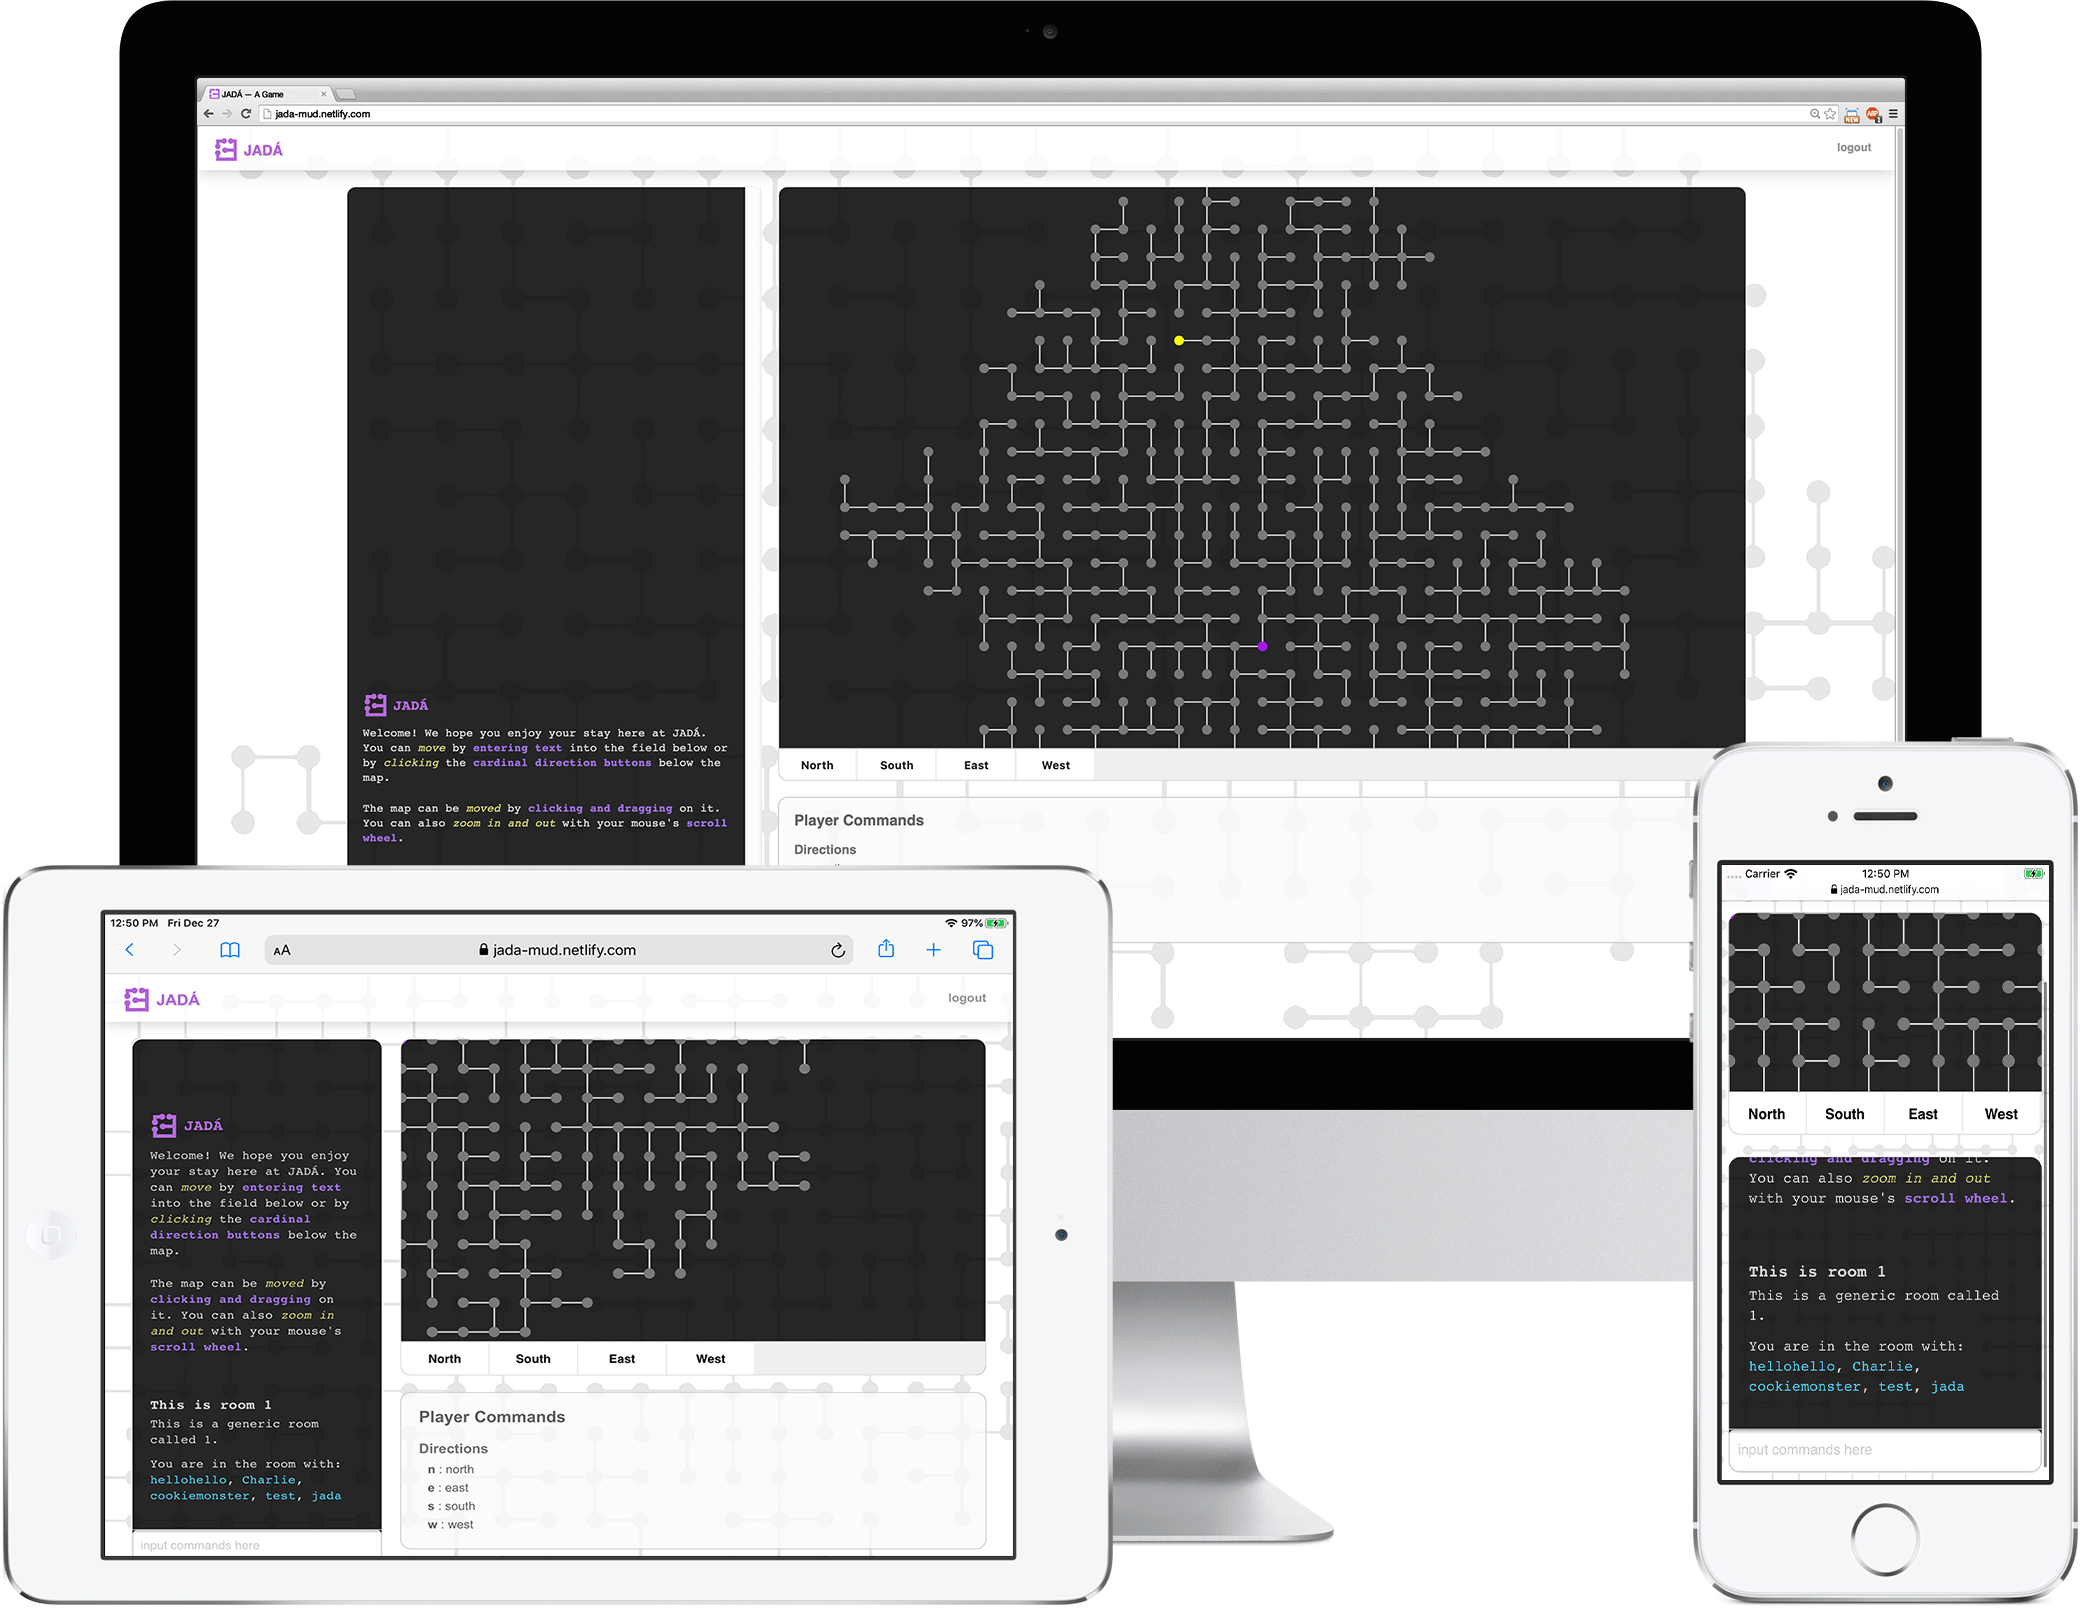 JADÁ — A Game
jada-mud.netlify.com
NEW
ABP
1
JADÁ
logout
JADÁ
Welcome! We hope you enjoy your stay here at JADÁ.
You can move by entering text into the field below or
by clicking the cardinal direction buttons below the
map.
The map can be moved by clicking and dragging on it.
You can also zoom in and out with your mouse's scroll
wheel.
North South East West
Player Commands
Directions
12:50 PM Fri Dec 27
97%
AA
jada-mud.netlify.com
JADÁ
logout
JADÁ
Welcome! We hope you enjoy
your stay here at JADÁ. You
can move by entering text
into the field below or by
clicking the cardinal
direction buttons below the
map.
The map can be moved by
clicking and dragging on
it. You can also zoom in
and out with your mouse's
scroll wheel.
This is room 1
This is a generic room
called 1.
You are in the room with:
hellohello, Charlie,
cookiemonster, test, jada
input commands here
North South East West
Player Commands
Directions
n : north
e : east
s : south
w : west
Carrier 12:50 PM
jada-mud.netlify.com
North South East West
clicking and dragging on it.
You can also zoom in and out
with your mouse's scroll wheel.
This is room 1
This is a generic room called
1.
You are in the room with:
hellohello, Charlie,
cookiemonster, test, jada
input commands here